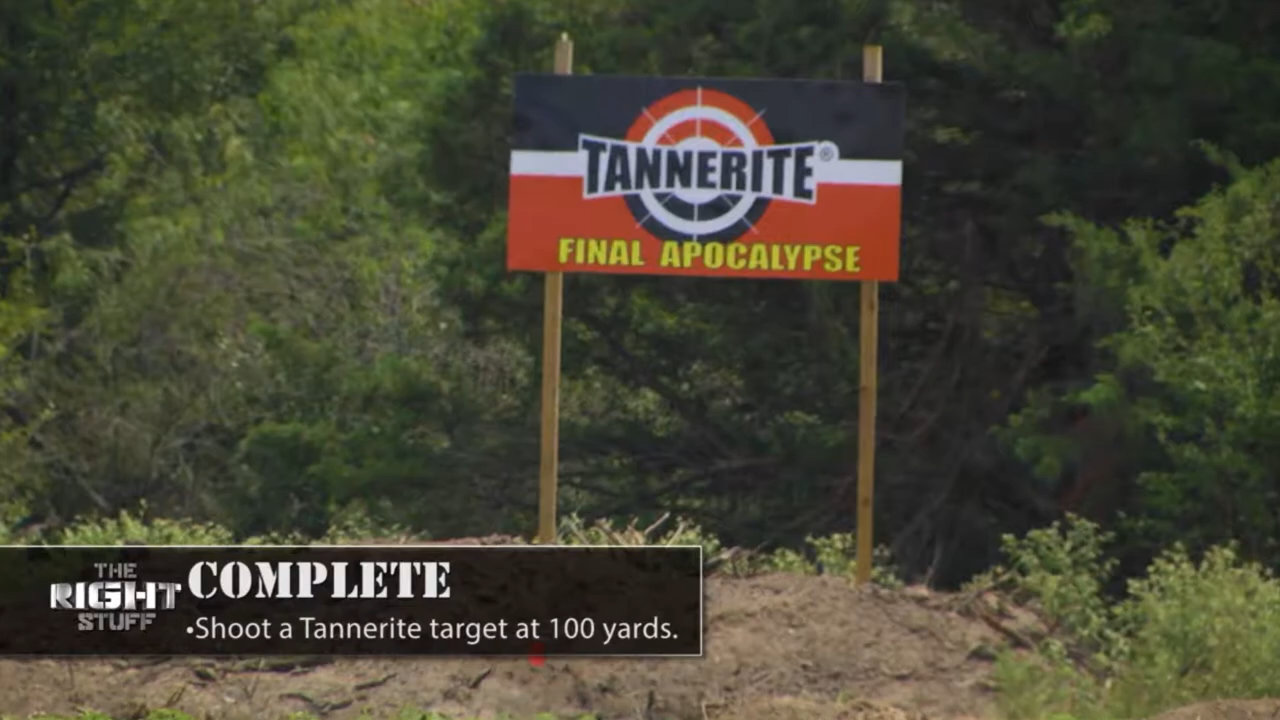 TANNERITE®
FINAL APOCALYPSE
THE
RIGHT
STUFF
COMPLETE
•Shoot a Tannerite target at 100 yards.